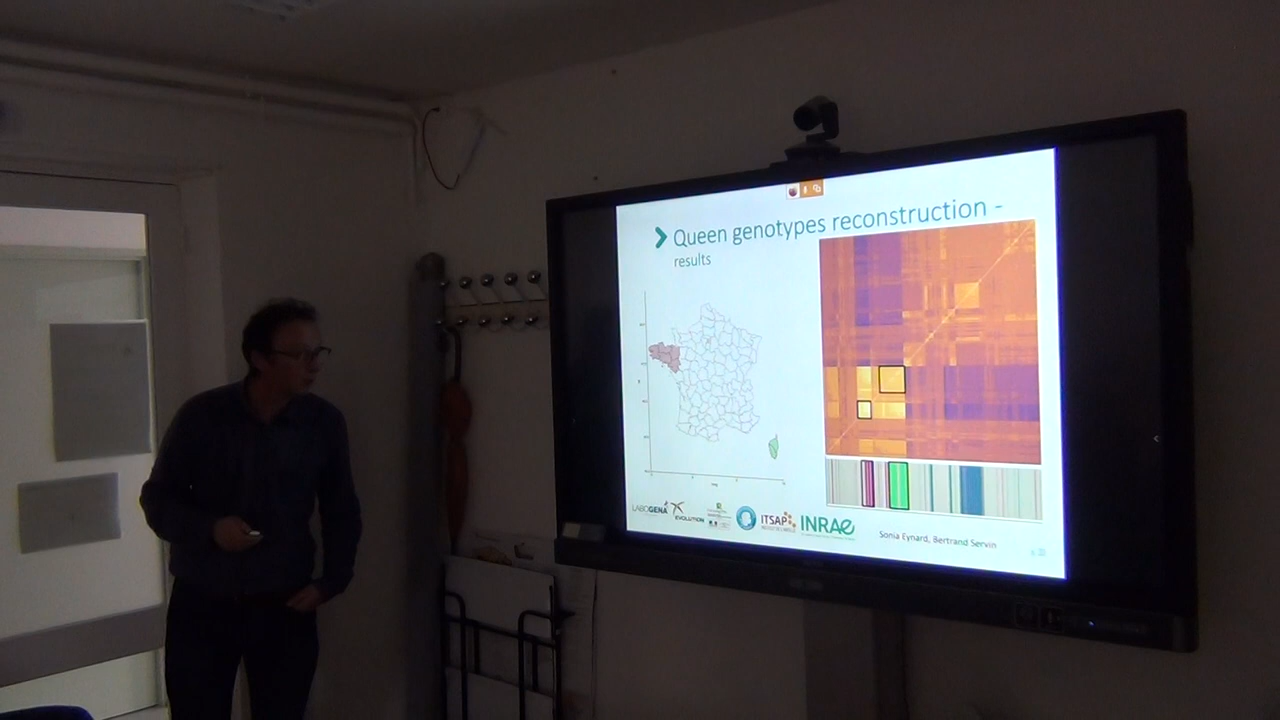 Queen genotypes reconstruction -
results
LABOGENA
EVOLUTION
ITSAP
INRAE
Sonia Eynard, Bertrand Servin